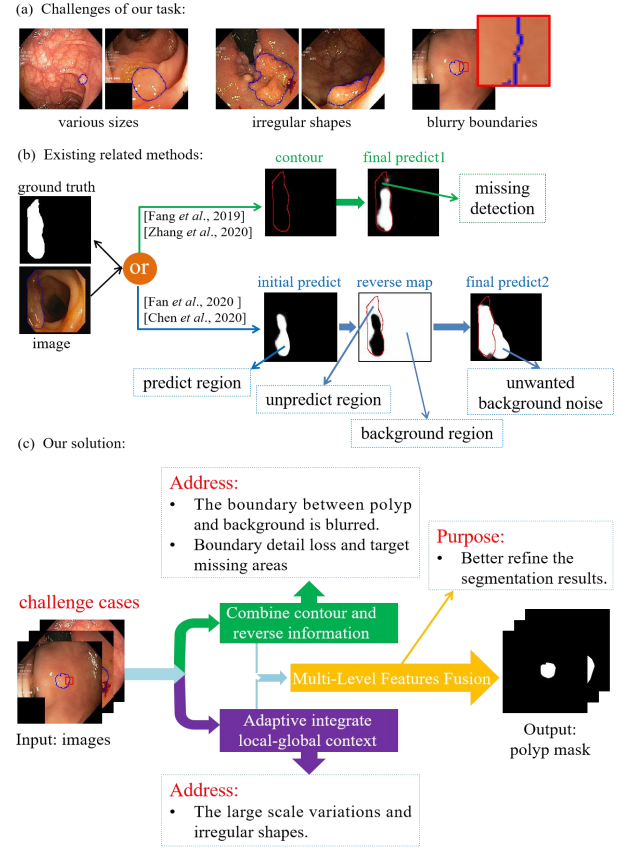 (a) Challenges of our task:
various sizes
irregular shapes
blurry boundaries
(b) Existing related methods:
ground truth
image
or
[Fang et al., 2019]
[Zhang et al., 2020]
contour
final predict1
missing
detection
[Fan et al., 2020 ]
[Chen et al., 2020]
initial predict
reverse map
final predict2
predict region
unpredict region
background region
unwanted
background noise
(c) Our solution:
Address:
• The boundary between polyp
and background is blurred.
• Boundary detail loss and target
missing areas
Purpose:
• Better refine the
segmentation results.
challenge cases
Input: images
Combine contour and
reverse information
Multi-Level Features Fusion
Adaptive integrate
local-global context
Output:
polyp mask
Address:
• The large scale variations and
irregular shapes.